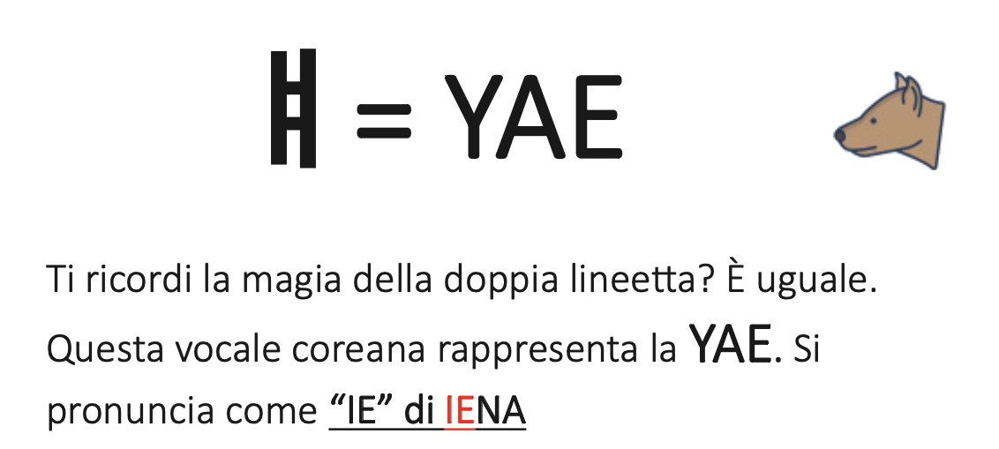 ㅒ = YAE
Ti ricordi la magia della doppia lineetta? È uguale.
Questa vocale coreana rappresenta la YAE. Si
pronuncia come “IE” di IENA